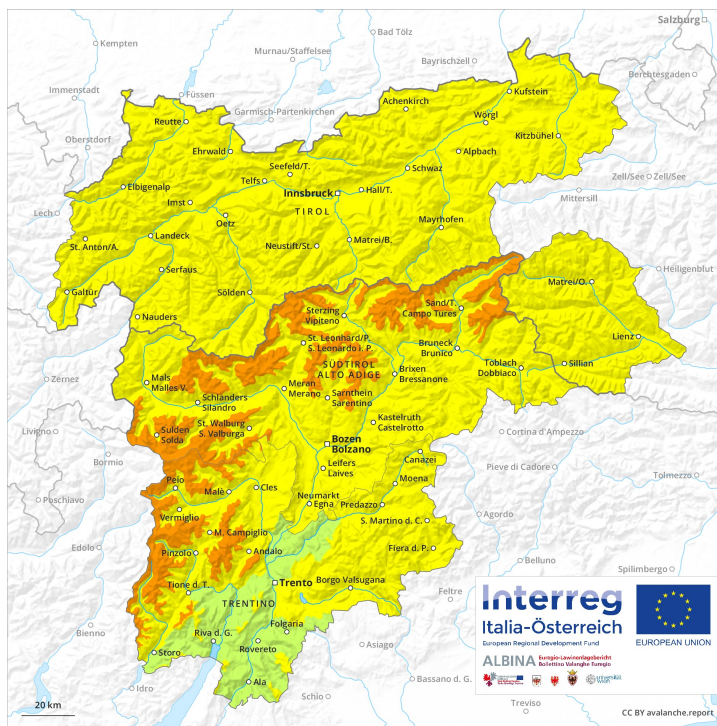 Salzburg
Kempten
Bad Tölz
Murnau/Staffelsee
Bayrischzell
Berchtesgaden
Immenstadt
Füssen
Kufstein
Garmisch-Partenkirchen
Achenkirch
Wörgl
Reutte
Oberstdorf
Kitzbühel
Ehrwald
Alpbach
Seefeld/T.
Schwaz
Zell/See
Zell/See
Elbigenalp
Telfs
Innsbruck
Hall/T.
Mittersill
Imst
TIROL
Lech
Oetz
Mayrhofen
Landeck
Neustift/St.
Matrei/B.
St. Anton/A.
Serfaus
Heiligenblut
Galtür
Sölden
Matrei/O.
Nauders
Sterzing
Vipiteno
Sand/T.
Campo Tures
Lienz
St. Leonhard/P.
S. Leonardo i. P.
Bruneck
Brunico
Sillian
Toblach
Dobbiaco
SÜDTIROL
ALTO ADIGE
Brixen
Bressanone
Mals
Malles V.
Meran
Merano
Zernez
Schlanders
Silandro
Sarnthein
Sarentino
St. Walburg
S. Valburga
Kastelruth
Castelrotto
Sulden
Solda
Livigno
Bozen
Bolzano
Cortina d'Ampezzo
Bormio
Canazei
Pieve di Cadore
Leifers
Laives
Tolmezzo
Peio
Moena
Poschiavo
Malè
Cles
Neumarkt
Egna
Predazzo
Vermiglio
Agordo
S. Martino d. C.
M. Campiglio
Edolo
Fiera d. P.
Pinzolo
Andalo
Belluno
Spilimbergo
Trento
Borgo Valsugana
Tione d. T.
Feltre
TRENTINO
Folgaria
Bienno
Riva d. G.
Rovereto
Asiago
Storo
Bassano d. G.
Idro
Ala
Schio
Treviso
20 km
Interreg
Italia-Österreich
European Regional Development Fund
EUROPEAN UNION
ALBINA
Euregio-Lawinenlagebericht
Bollettino Valanghe Euregio
universität
wien
CC BY avalanche.report